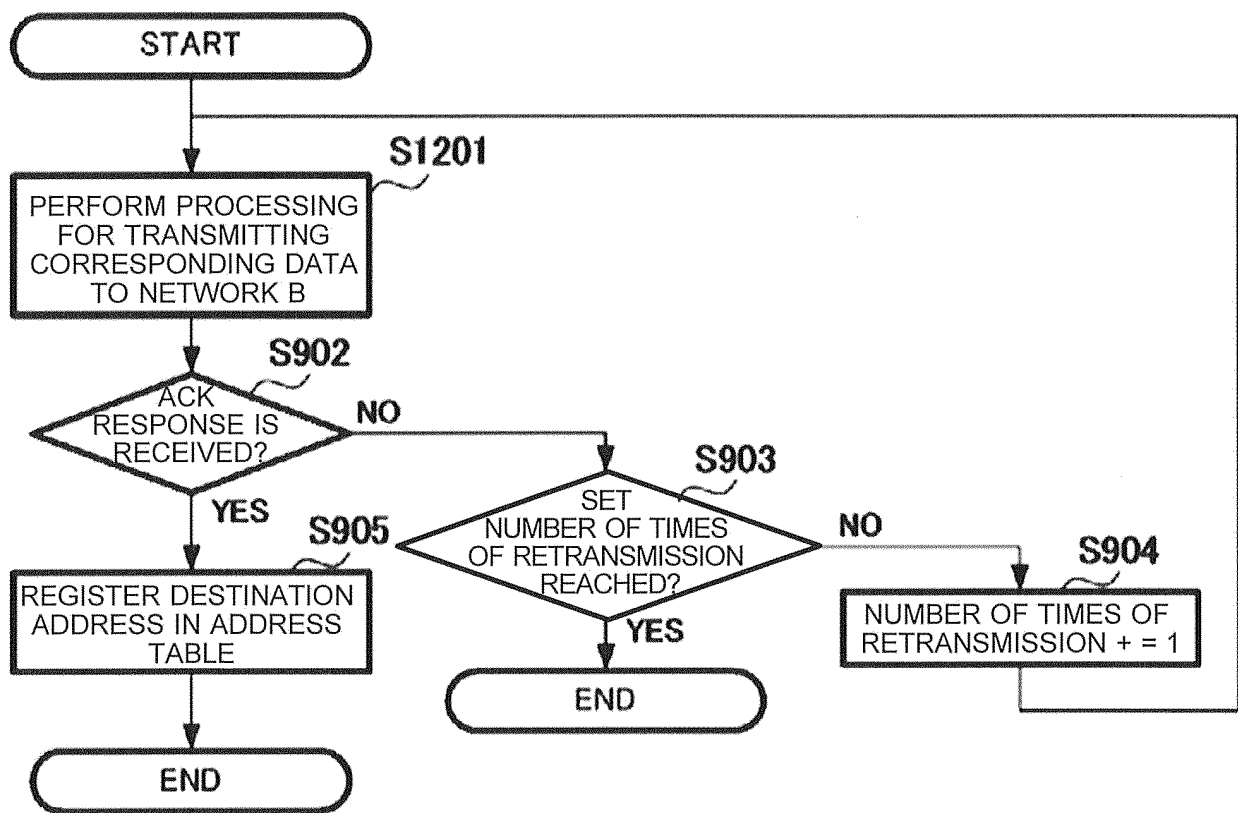 START
S1201
PERFORM PROCESSING
FOR TRANSMITTING
CORRESPONDING DATA
TO NETWORK B
S902
ACK
RESPONSE IS
RECEIVED?
NO
YES
S903
SET
NUMBER OF TIMES
OF RETRANSMISSION
REACHED?
NO
YES
S905
REGISTER DESTINATION
ADDRESS IN ADDRESS
TABLE
S904
NUMBER OF TIMES OF
RETRANSMISSION + = 1
END
END